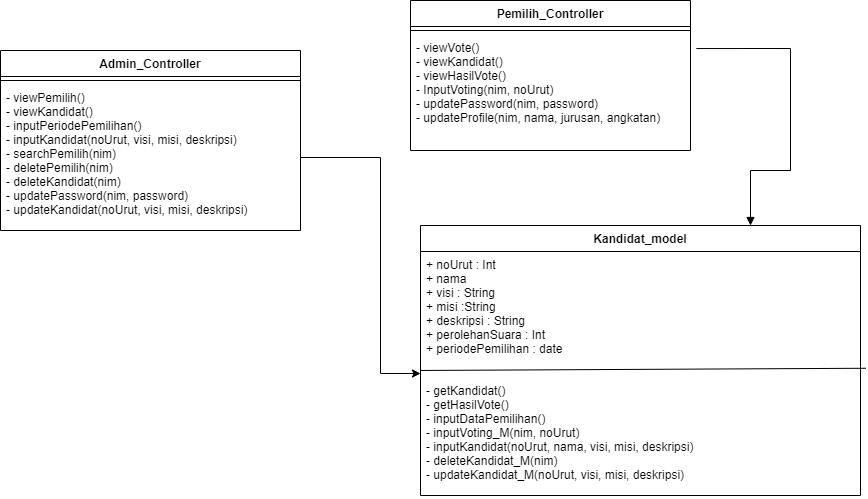 Pemilih_Controller
- viewVote()
- viewKandidat()
- viewHasilVote()
- InputVoting(nim, noUrut)
- updatePassword(nim, password)
- updateProfile(nim, nama, jurusan, angkatan)
Admin_Controller
- viewPemilih()
- viewKandidat()
- inputPeriodePemilihan()
- inputKandidat(noUrut, visi, misi, deskripsi)
- searchPemilih(nim)
- deletePemilih(nim)
- deleteKandidat(nim)
- updatePassword(nim, password)
- updateKandidat(noUrut, visi, misi, deskripsi)
Kandidat_model
+ noUrut : Int
+ nama
+ visi : String
+ misi :String
+ deskripsi : String
+ perolehanSuara : Int
+ periodePemilihan : date
- getKandidat()
- getHasilVote()
- inputDataPemilihan()
- inputVoting_M(nim, noUrut)
- inputKandidat(noUrut, nama, visi, misi, deskripsi)
- deleteKandidat_M(nim)
- updateKandidat_M(noUrut, visi, misi, deskripsi)